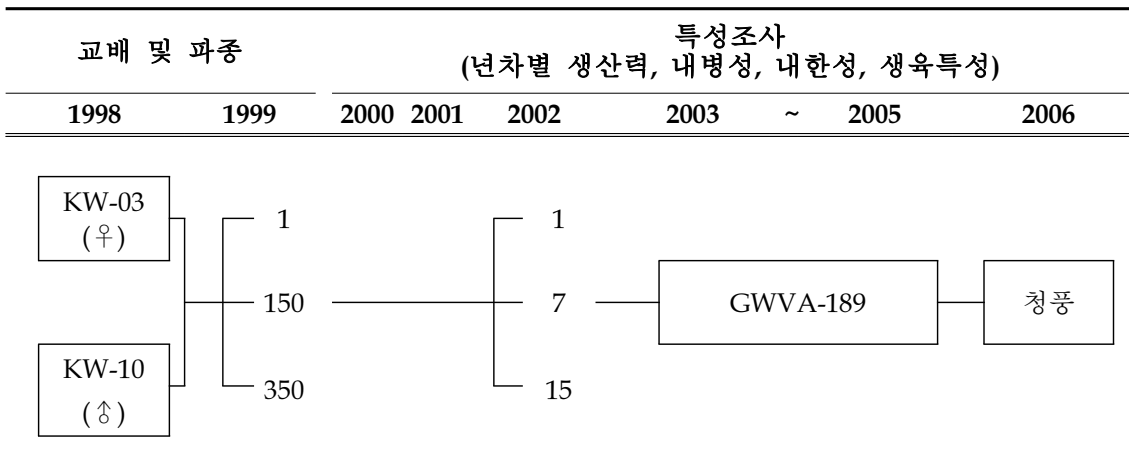 교배 및 파종
특성조사
(년차별 생산력, 내병성, 내한성, 생육특성)
1998 1999 2000 2001 2002 2003 ~ 2005 2006
KW-03
(♀)
1 1
150 7 GWVA-189 청풍
KW-10
(♂)
350 15